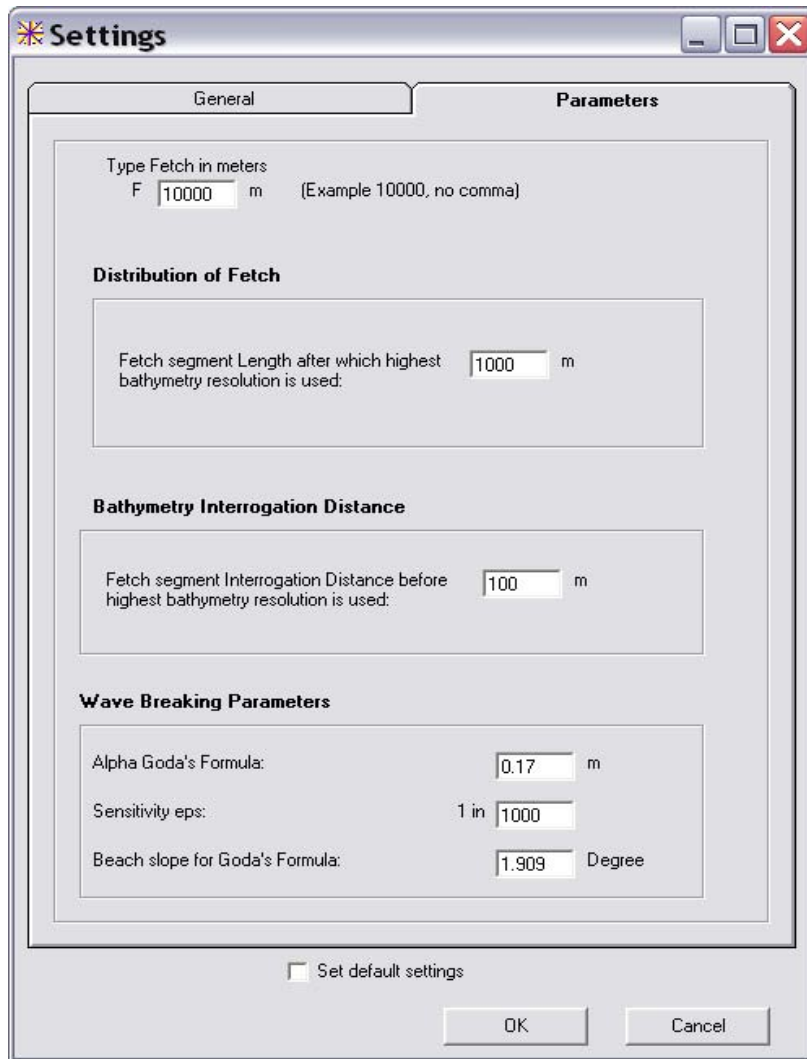 Settings
General
Parameters
Type Fetch in meters
F 10000 m (Example 10000, no comma)
Distribution of Fetch
Fetch segment Length after which highest 1000 m
bathymetry resolution is used:
Bathymetry Interrogation Distance
Fetch segment Interrogation Distance before 100 m
highest bathymetry resolution is used:
Wave Breaking Parameters
Alpha Goda's Formula: 0.17 m
Sensitivity eps: 1 in 1000
Beach slope for Goda's Formula: 1.909 Degree
Set default settings
OK
Cancel